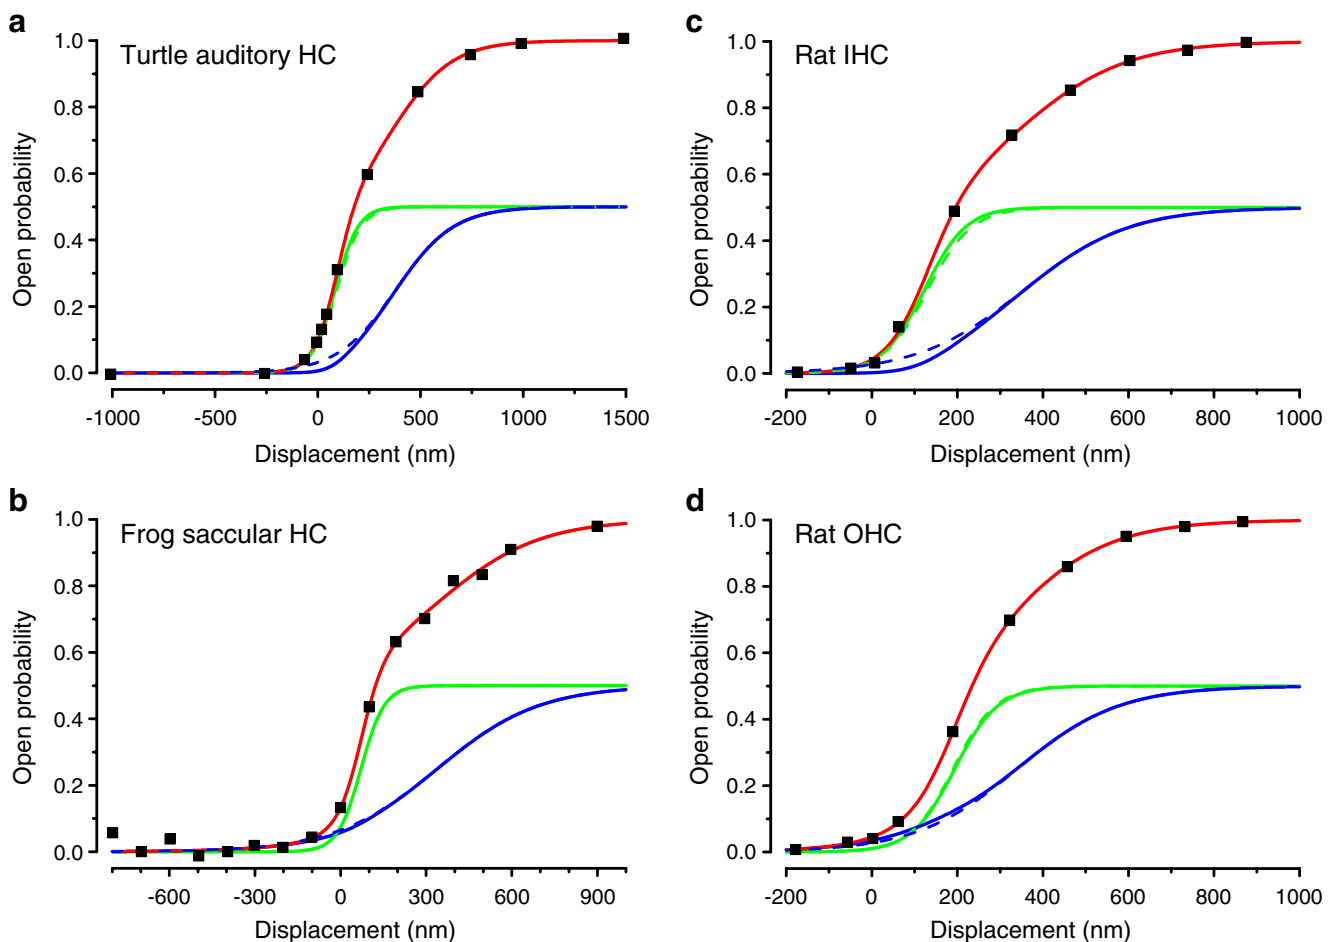 a
Turtle auditory HC
Open probability
1.0
0.8
0.6
0.4
0.2
0.0
-1000 -500 0 500 1000 1500
Displacement (nm)
c
Rat IHC
Open probability
1.0
0.8
0.6
0.4
0.2
0.0
-200 0 200 400 600 800 1000
Displacement (nm)
b
Frog saccular HC
Open probability
1.0
0.8
0.6
0.4
0.2
0.0
-600 -300 0 300 600 900
Displacement (nm)
d
Rat OHC
Open probability
1.0
0.8
0.6
0.4
0.2
0.0
-200 0 200 400 600 800 1000
Displacement (nm)